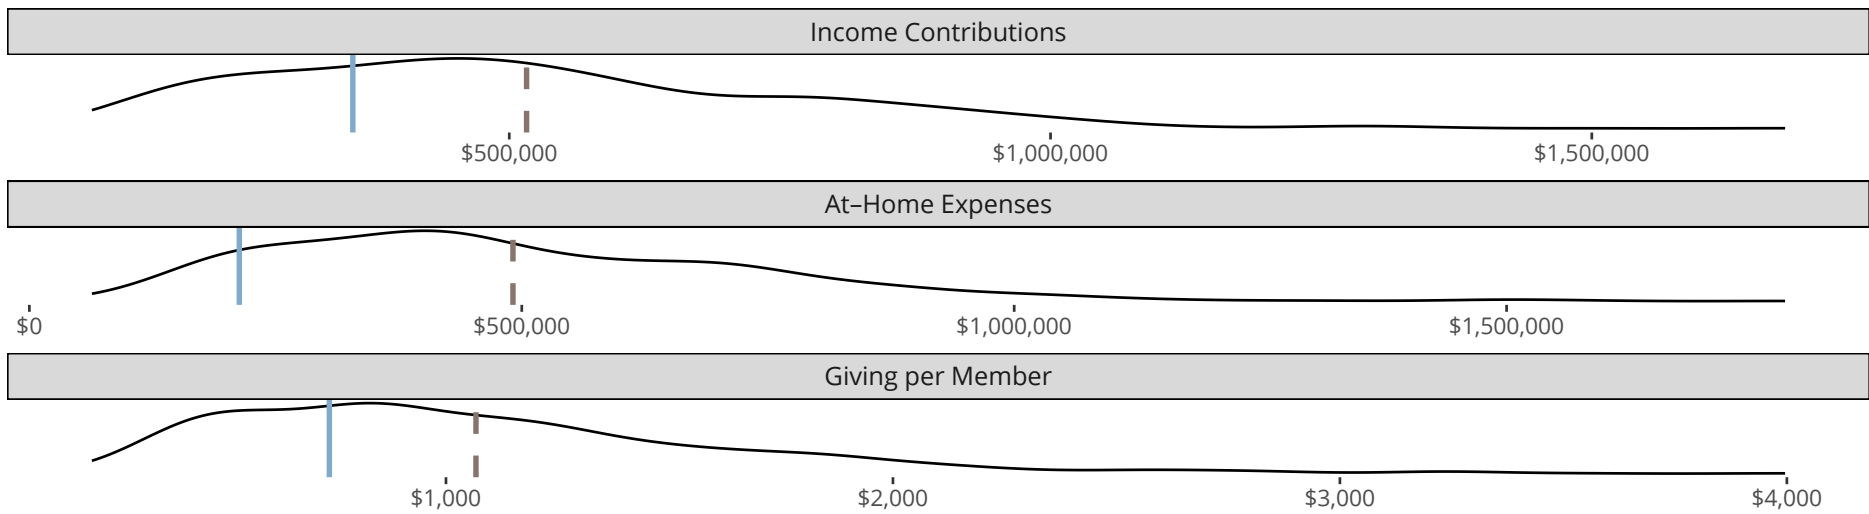 Income Contributions
$500,000 $1,000,000 $1,500,000
At–Home Expenses
$0 $500,000 $1,000,000 $1,500,000
Giving per Member
$1,000 $2,000 $3,000 $4,000